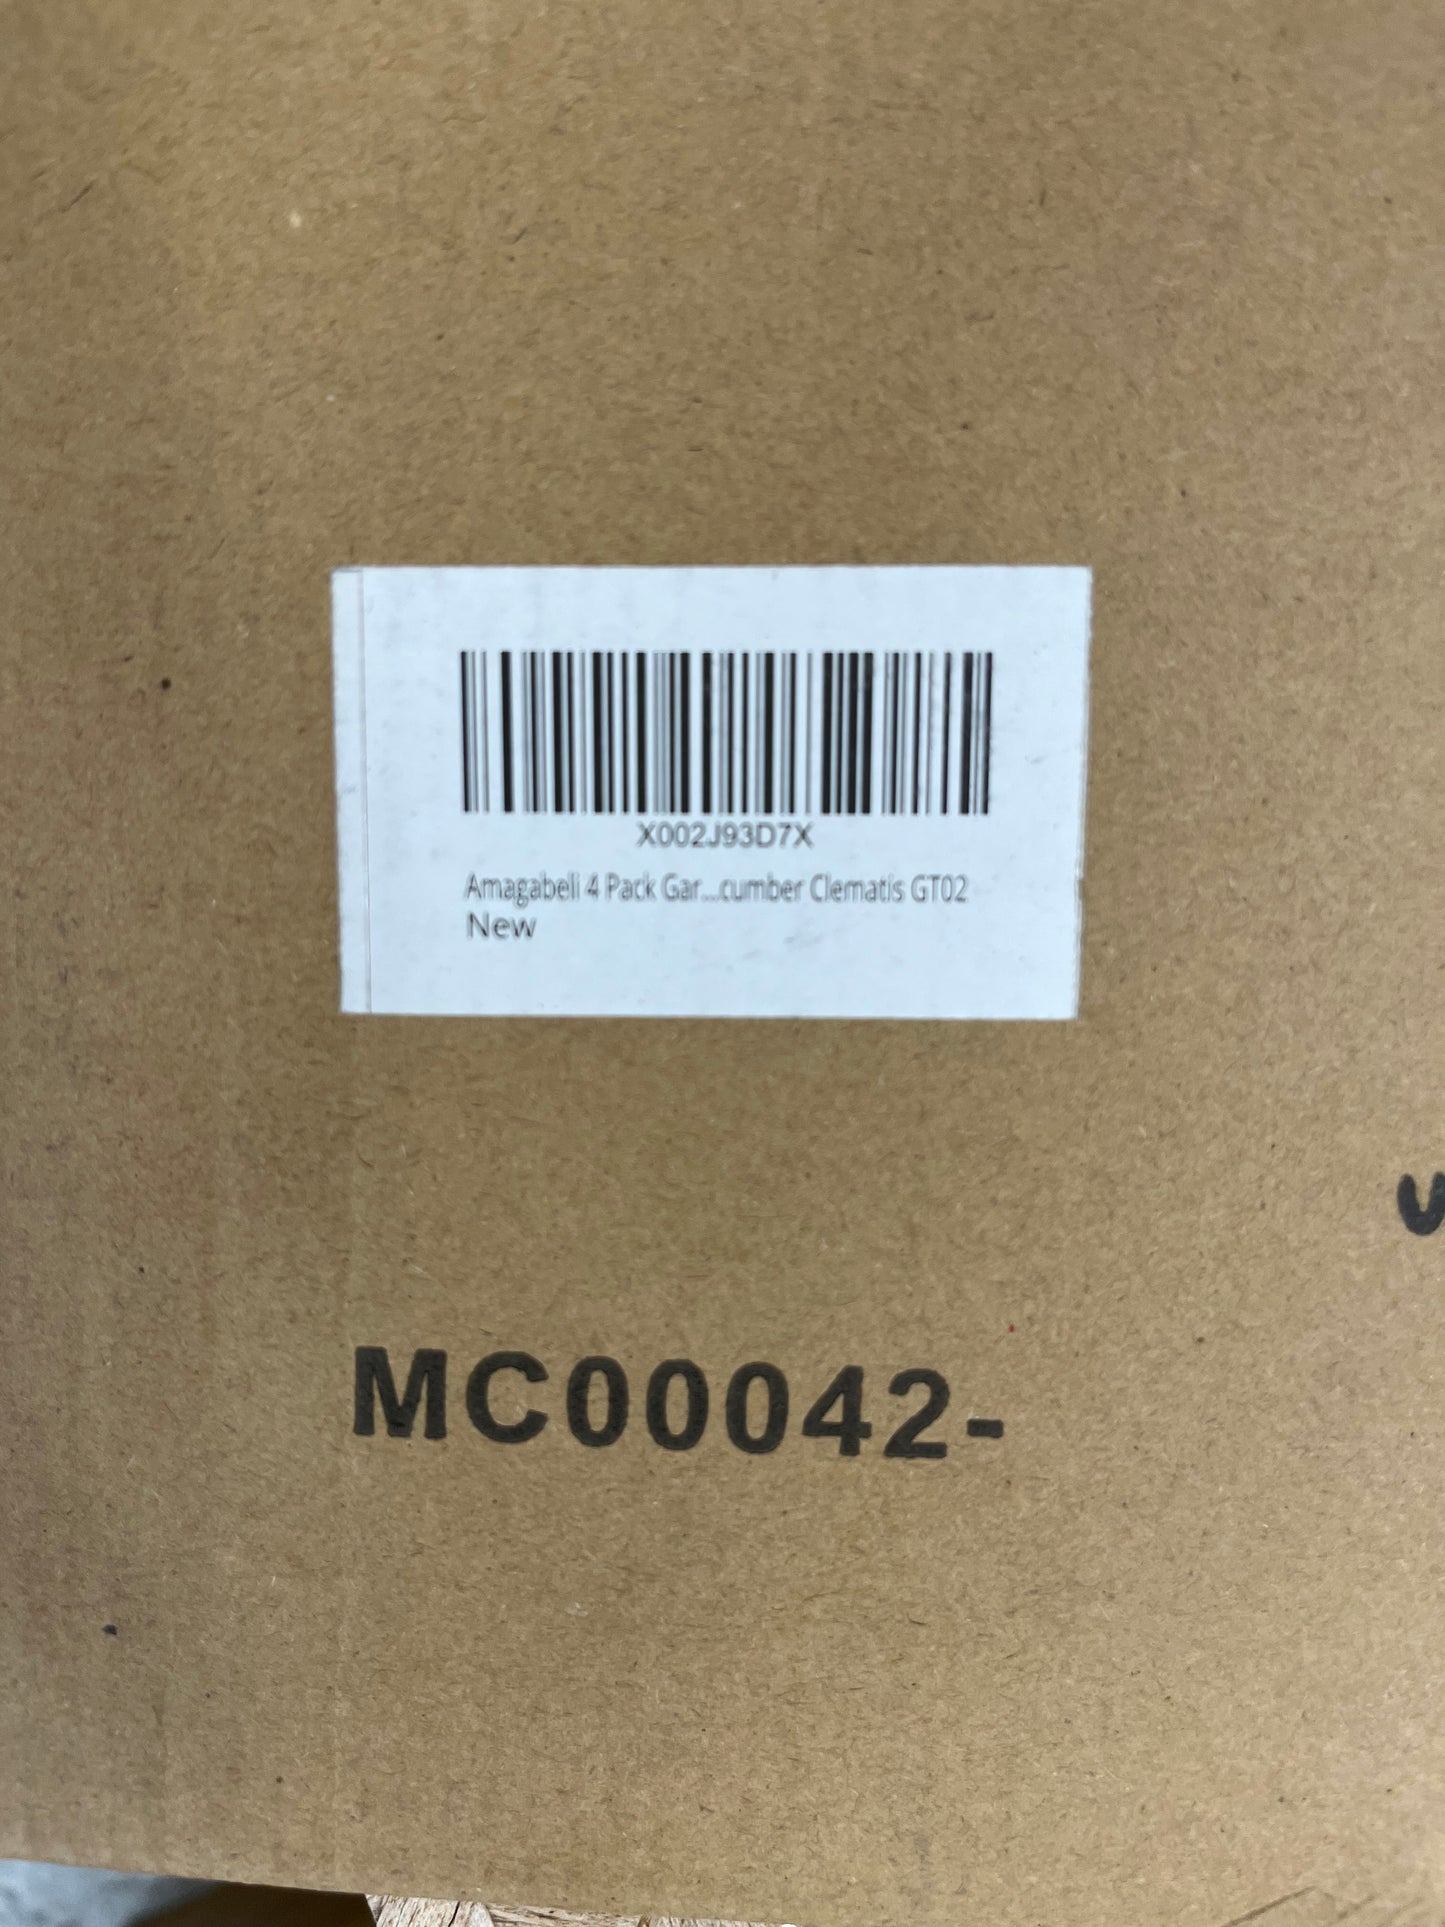 X002J93D7X
Amagabeli 4 Pack Gar...cumber Clematis GT02
New
MC00042-